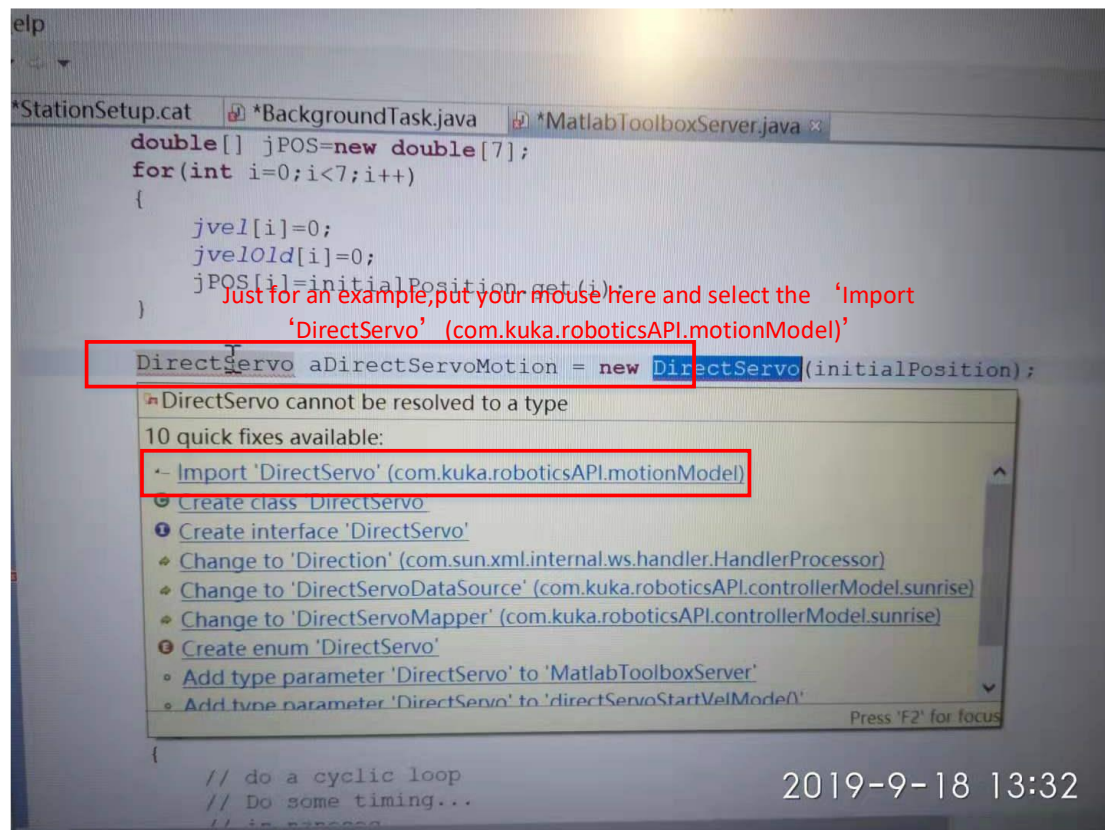 elp
*StationSetup.cat *BackgroundTask.java *MatlabToolboxServer.java
double[] jPOS=new double[7];
for(int i=0;i<7;i++)
{
jvel[i]=0;
jvelOld[i]=0;
jPOS[i]=initialPosition.get(i);
Just for an example,put your mouse here and select the ‘Import
}
‘DirectServo’ (com.kuka.roboticsAPI.motionModel)’
DirectServo aDirectServoMotion = new DirectServo(initialPosition);
DirectServo cannot be resolved to a type
10 quick fixes available:
Import 'DirectServo' (com.kuka.roboticsAPI.motionModel)
Create class 'DirectServo'
Create interface 'DirectServo'
Change to 'Direction' (com.sun.xml.internal.ws.handler.HandlerProcessor)
Change to 'DirectServoDataSource' (com.kuka.roboticsAPI.controllerModel.sunrise)
Change to 'DirectServoMapper' (com.kuka.roboticsAPI.controllerModel.sunrise)
Create enum 'DirectServo'
Add type parameter 'DirectServo' to 'MatlabToolboxServer'
Add type parameter 'DirectServo' to 'directServoStartVelMode()'
Press 'F2' for focus
{
// do a cyclic loop
// Do some timing...
// in
2019-9-18 13:32